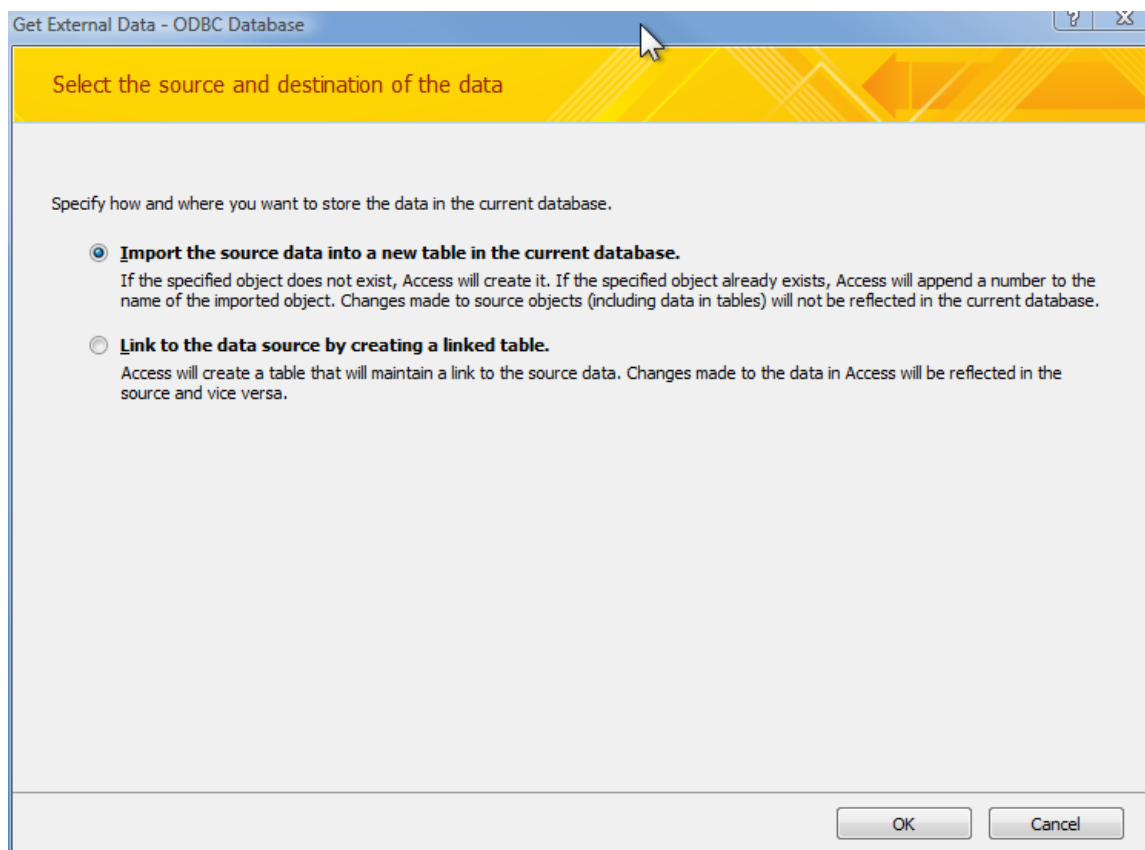 Get External Data - ODBC Database
?
Select the source and destination of the data
Specify how and where you want to store the data in the current database.
Import the source data into a new table in the current database.
If the specified object does not exist, Access will create it. If the specified object already exists, Access will append a number to the
name of the imported object. Changes made to source objects (including data in tables) will not be reflected in the current database.
Link to the data source by creating a linked table.
Access will create a table that will maintain a link to the source data. Changes made to the data in Access will be reflected in the
source and vice versa.
OK
Cancel